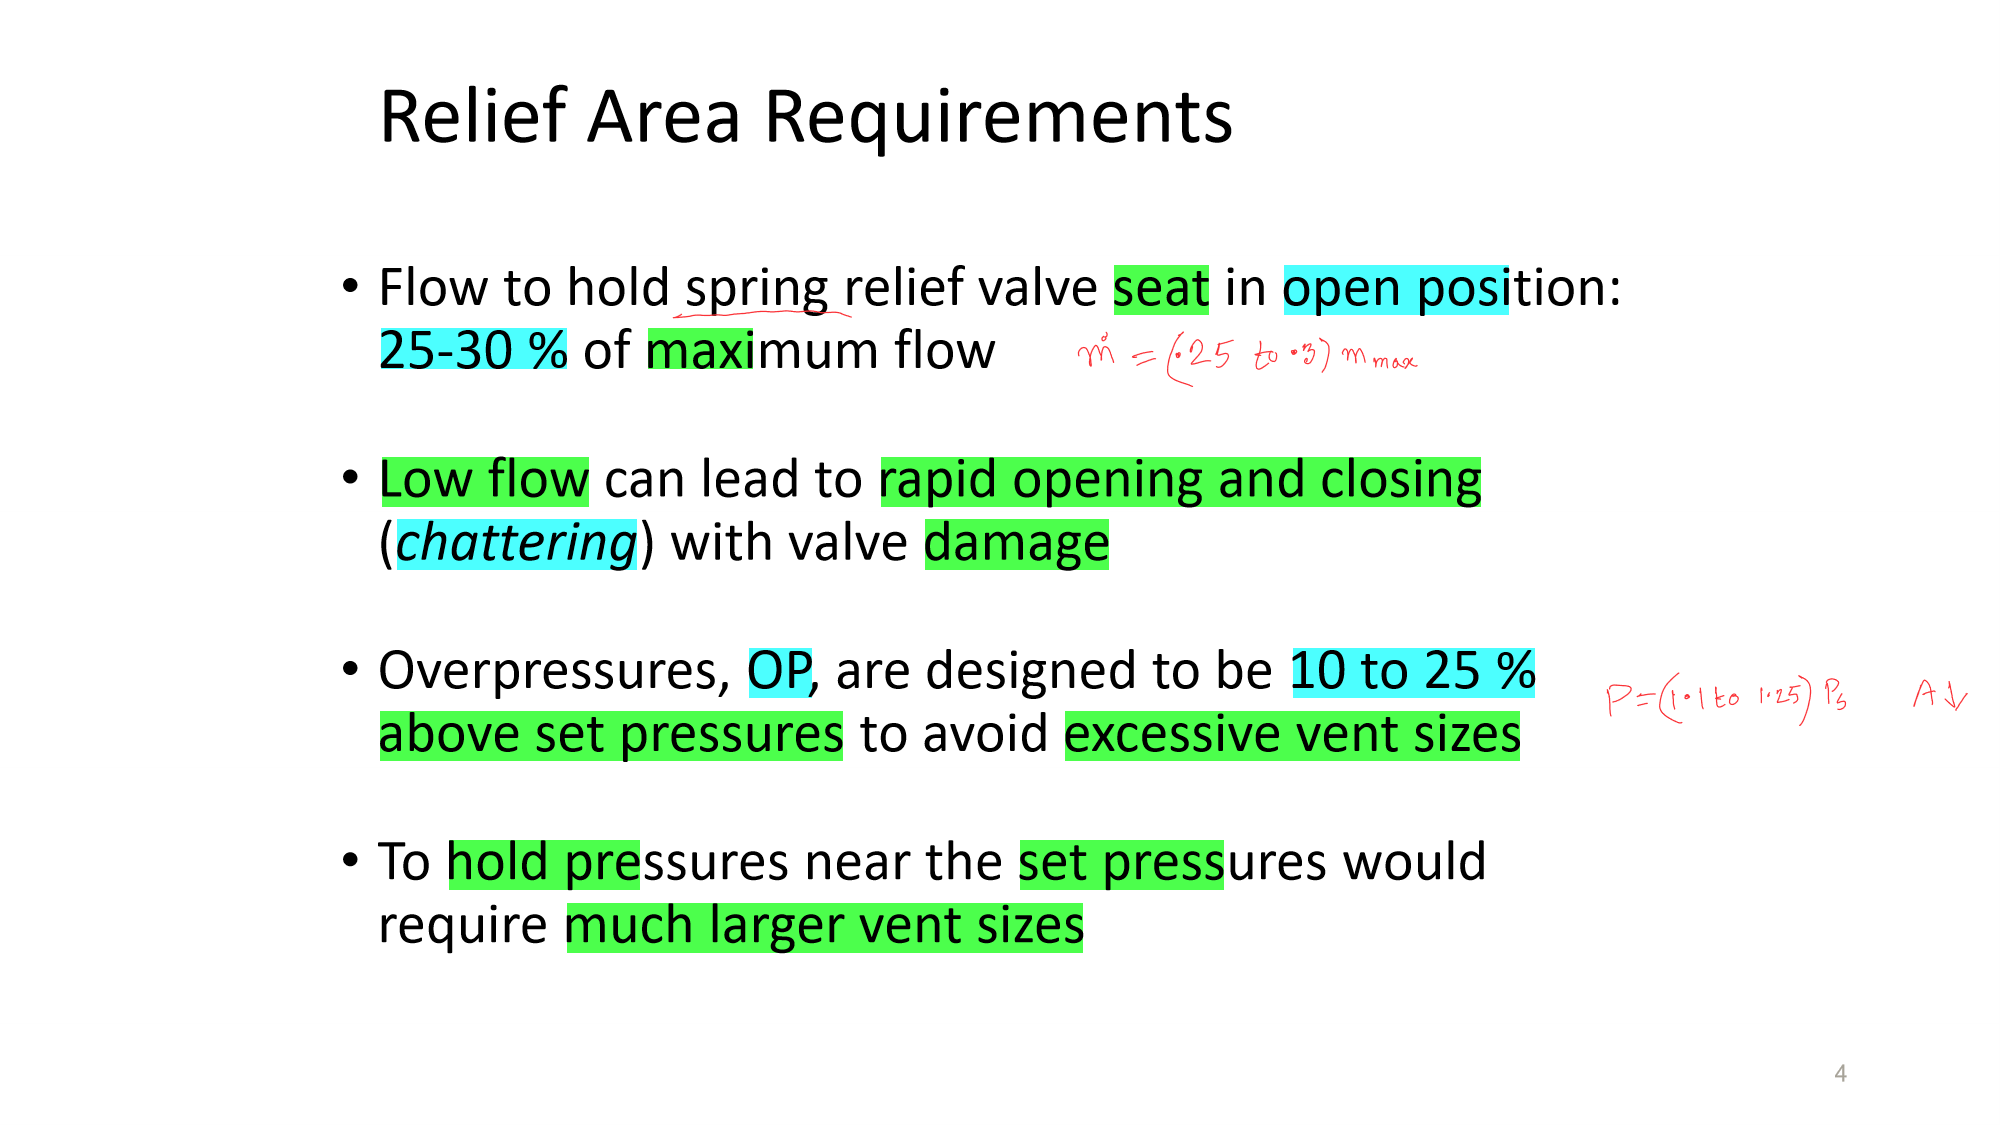 Relief Area Requirements
• Flow to hold spring relief valve seat in open position:
25-30 % of maximum flow
ṁ = (.25 to .3) m max
• Low flow can lead to rapid opening and closing
(chattering) with valve damage
• Overpressures, OP, are designed to be 10 to 25 %
above set pressures to avoid excessive vent sizes
P=(1.1 to 1.25) Ps A↓
• To hold pressures near the set pressures would
require much larger vent sizes
4